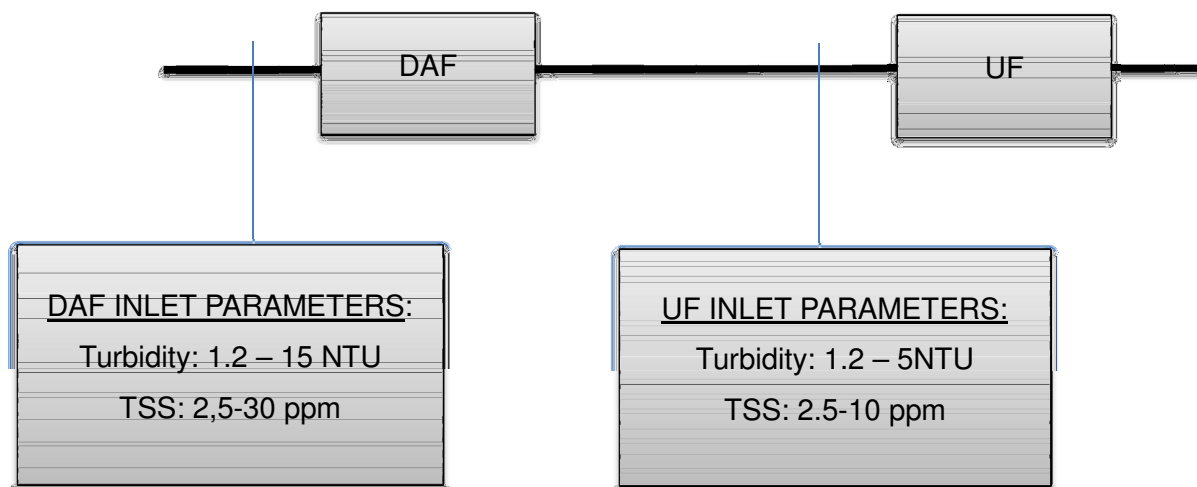 DAF
UF
DAF INLET PARAMETERS:
Turbidity: 1.2 – 15 NTU
TSS: 2,5-30 ppm
UF INLET PARAMETERS:
Turbidity: 1.2 – 5NTU
TSS: 2.5-10 ppm